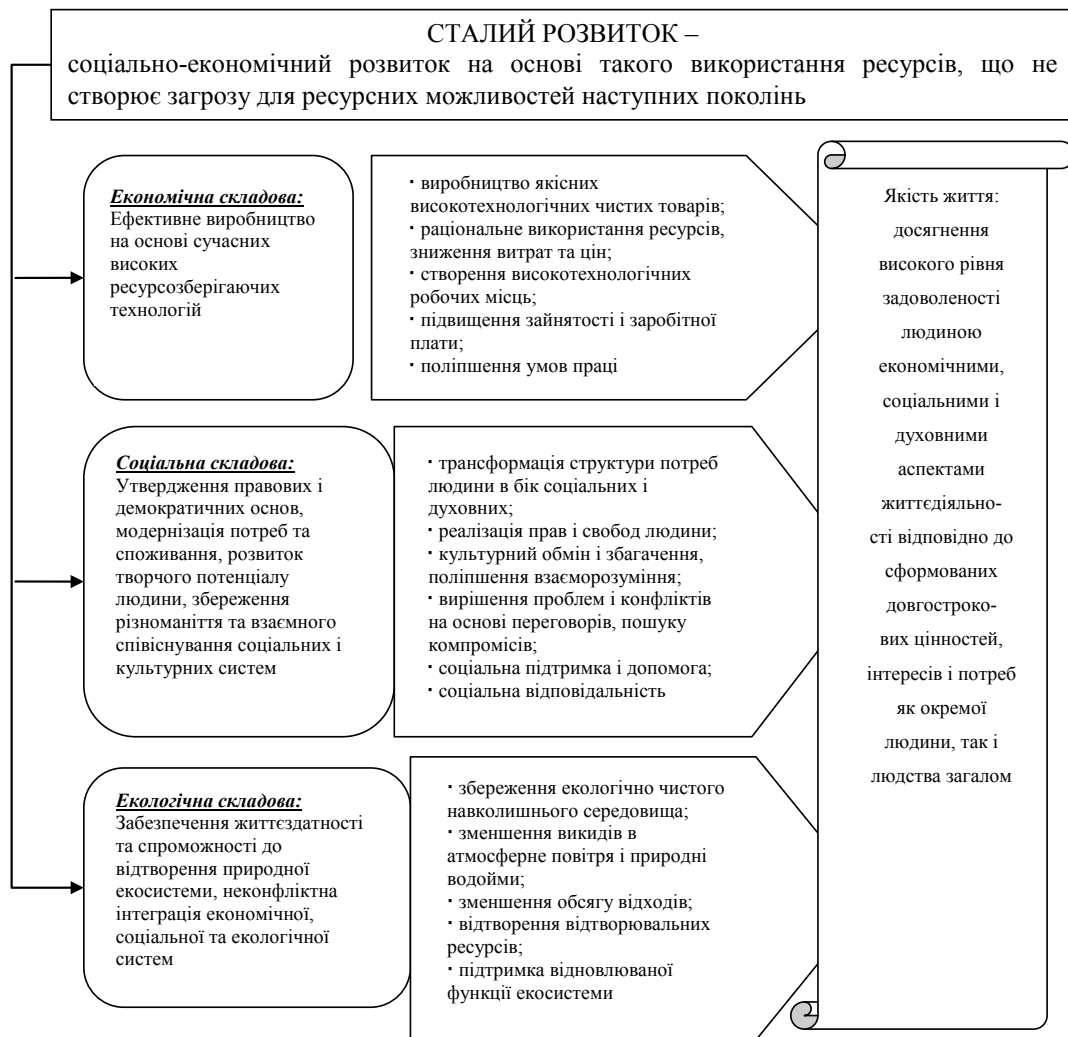 СТАЛИЙ РОЗВИТОК –
соціально-економічний розвиток на основі такого використання ресурсів, що не
створює загрозу для ресурсних можливостей наступних поколінь
Економічна складова:
Ефективне виробництво
на основі сучасних
високих
ресурсозберігаючих
технологій
· виробництво якісних
високотехнологічних чистих товарів;
· раціональне використання ресурсів,
зниження витрат та цін;
· створення високотехнологічних
робочих місць;
· підвищення зайнятості і заробітної
плати;
· поліпшення умов праці
Соціальна складова:
Утвердження правових і
демократичних основ,
модернізація потреб та
споживання, розвиток
творчого потенціалу
людини, збереження
різноманіття та взаємного
співіснування соціальних і
культурних систем
· трансформація структури потреб
людини в бік соціальних і
духовних;
· реалізація прав і свобод людини;
· культурний обмін і збагачення,
поліпшення взаєморозуміння;
· вирішення проблем і конфліктів
на основі переговорів, пошуку
компромісів;
· соціальна підтримка і допомога;
· соціальна відповідальність
Екологічна складова:
Забезпечення життєздатності
та спроможності до
відтворення природної
екосистеми, неконфліктна
інтеграція економічної,
соціальної та екологічної
систем
· збереження екологічно чистого
навколишнього середовища;
· зменшення викидів в
атмосферне повітря і природні
водойми;
· зменшення обсягу відходів;
· відтворення відтворювальних
ресурсів;
· підтримка відновлюваної
функції екосистеми
Якість життя:
досягнення
високого рівня
задоволеності
людиною
економічними,
соціальними і
духовними
аспектами
життєдіяльно-
сті відповідно до
сформованих
довгостроко-
вих цінностей,
інтересів і потреб
як окремої
людини, так і
людства загалом